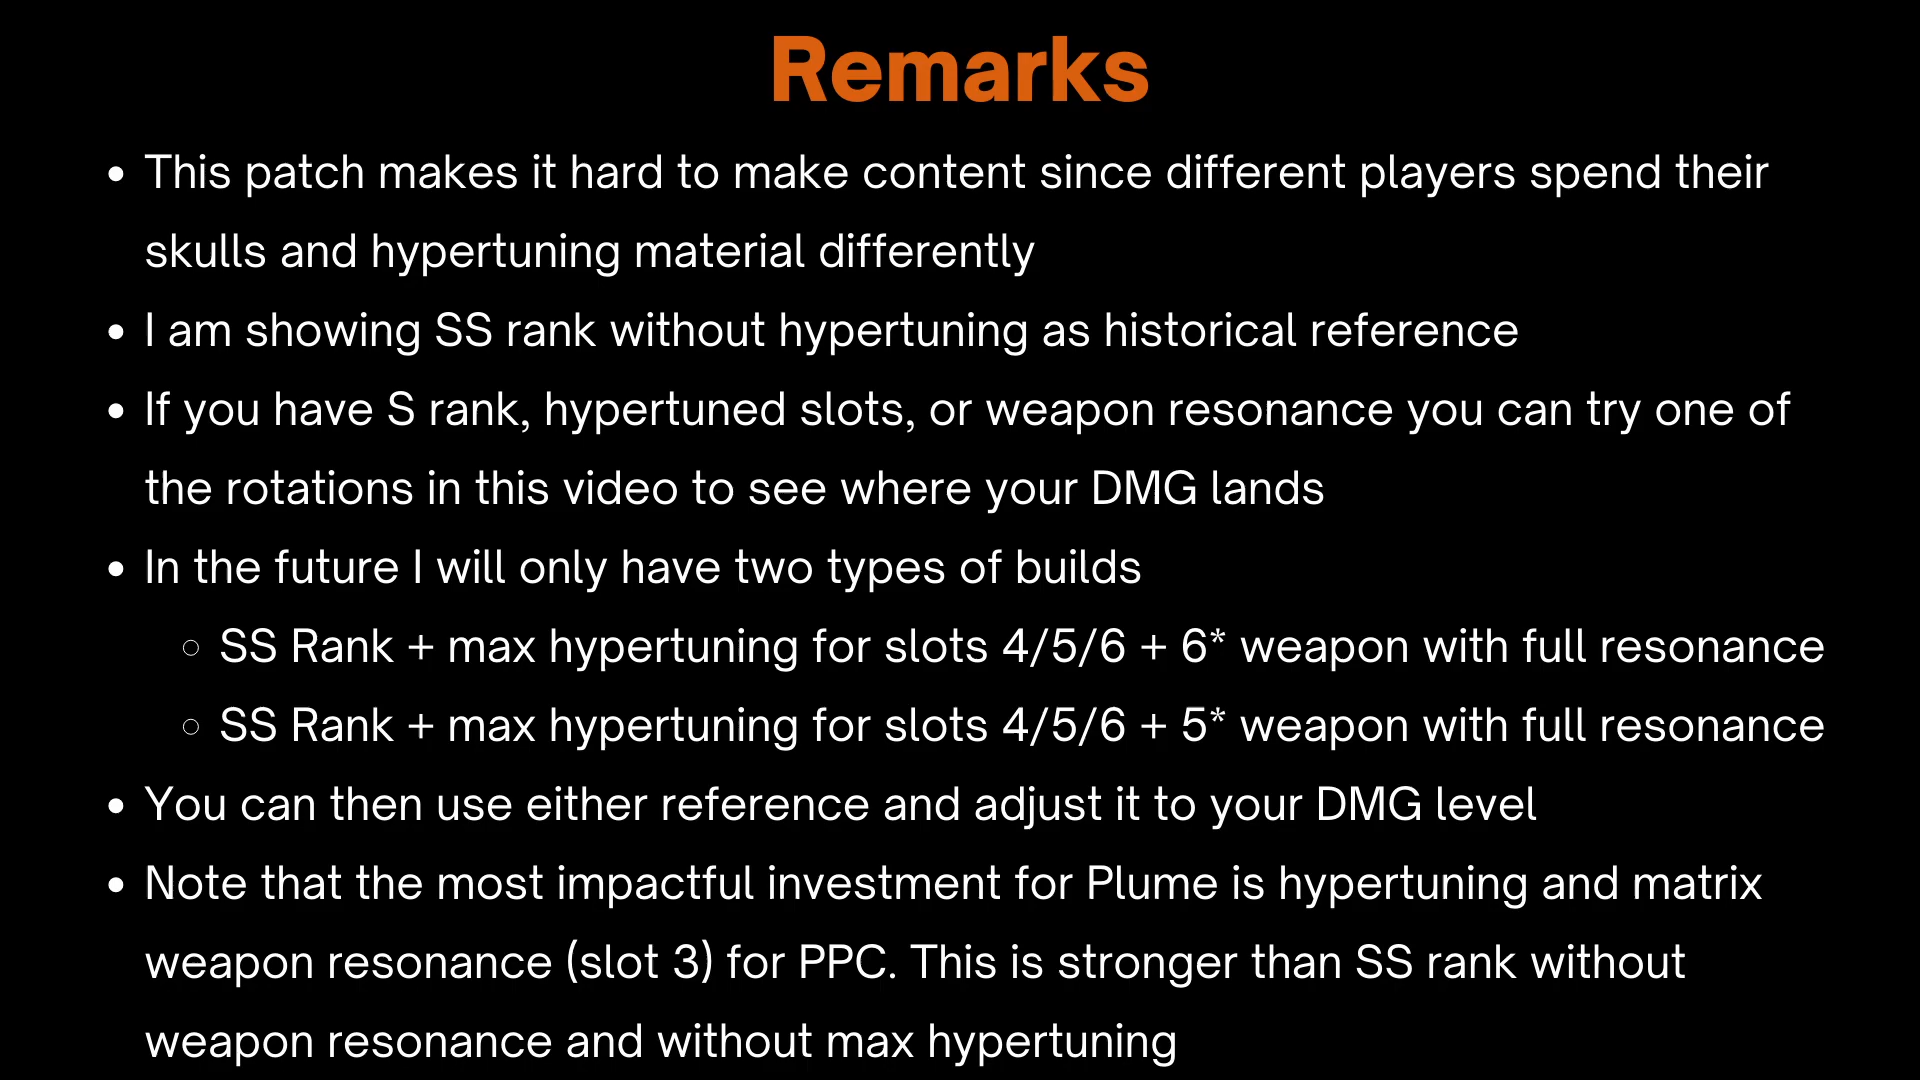 Remarks
• This patch makes it hard to make content since different players spend their
skulls and hypertuning material differently
• I am showing SS rank without hypertuning as historical reference
• If you have S rank, hypertuned slots, or weapon resonance you can try one of
the rotations in this video to see where your DMG lands
• In the future I will only have two types of builds
◦ SS Rank + max hypertuning for slots 4/5/6 + 6* weapon with full resonance
◦ SS Rank + max hypertuning for slots 4/5/6 + 5* weapon with full resonance
• You can then use either reference and adjust it to your DMG level
• Note that the most impactful investment for Plume is hypertuning and matrix
weapon resonance (slot 3) for PPC. This is stronger than SS rank without
weapon resonance and without max hypertuning